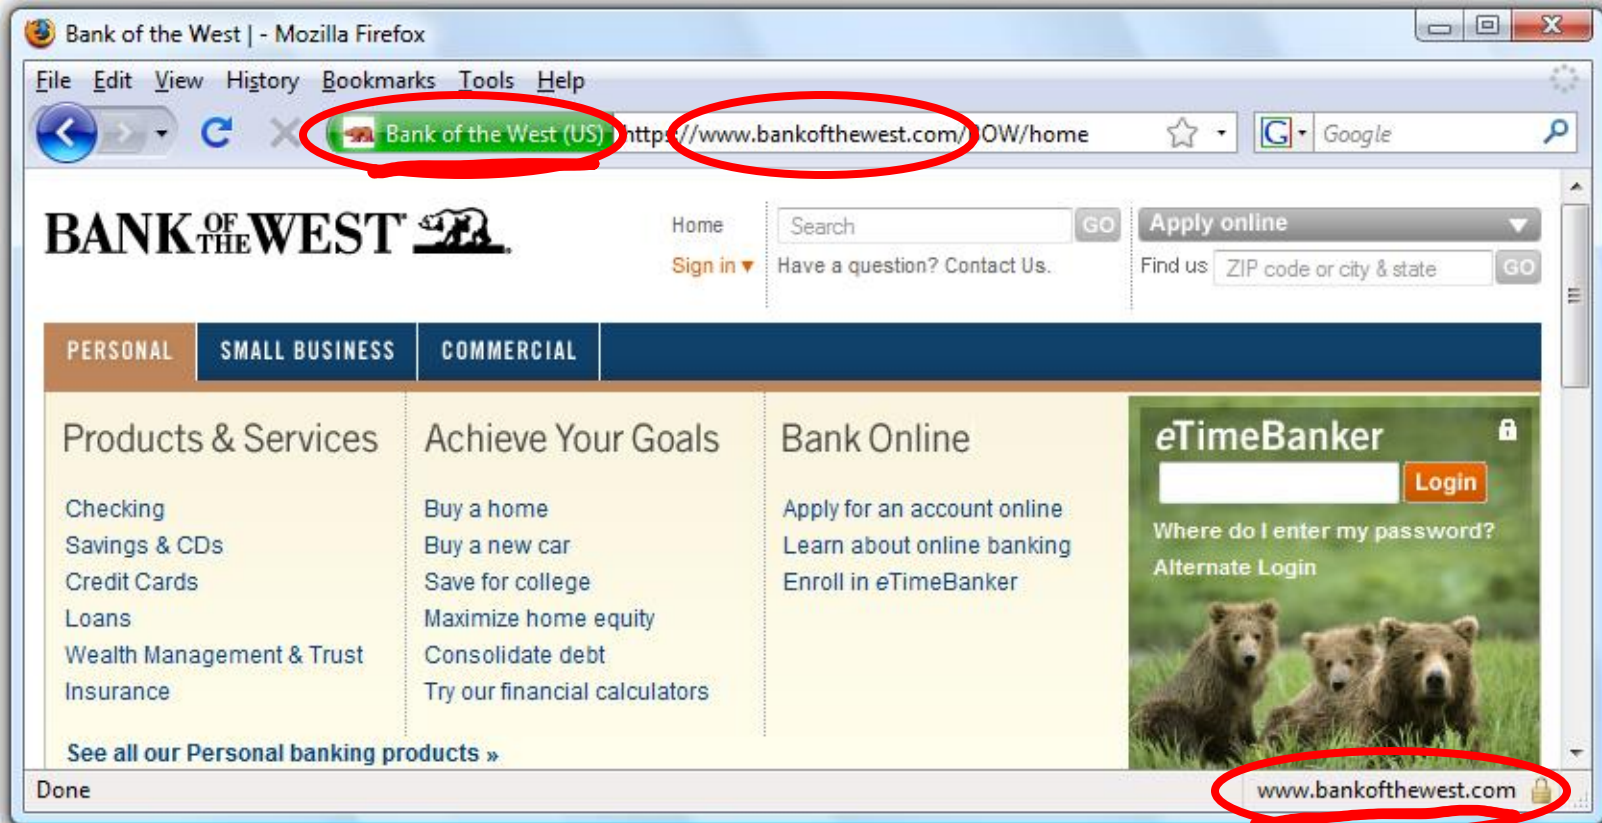 Bank of the West | - Mozilla Firefox
File Edit View History Bookmarks Tools Help
Bank of the West (US) https://www.bankofthewest.com/BOW/home G Google
BANK OF THE WEST
Home Search GO Apply online
Sign in ▾ Have a question? Contact Us. Find us ZIP code or city & state GO
PERSONAL SMALL BUSINESS COMMERCIAL
Products & Services
Checking
Savings & CDs
Credit Cards
Loans
Wealth Management & Trust
Insurance
See all our Personal banking products »
Achieve Your Goals
Buy a home
Buy a new car
Save for college
Maximize home equity
Consolidate debt
Try our financial calculators
Bank Online
Apply for an account online
Learn about online banking
Enroll in eTimeBanker
eTimeBanker
Login
Where do I enter my password?
Alternate Login
Done www.bankofthewest.com